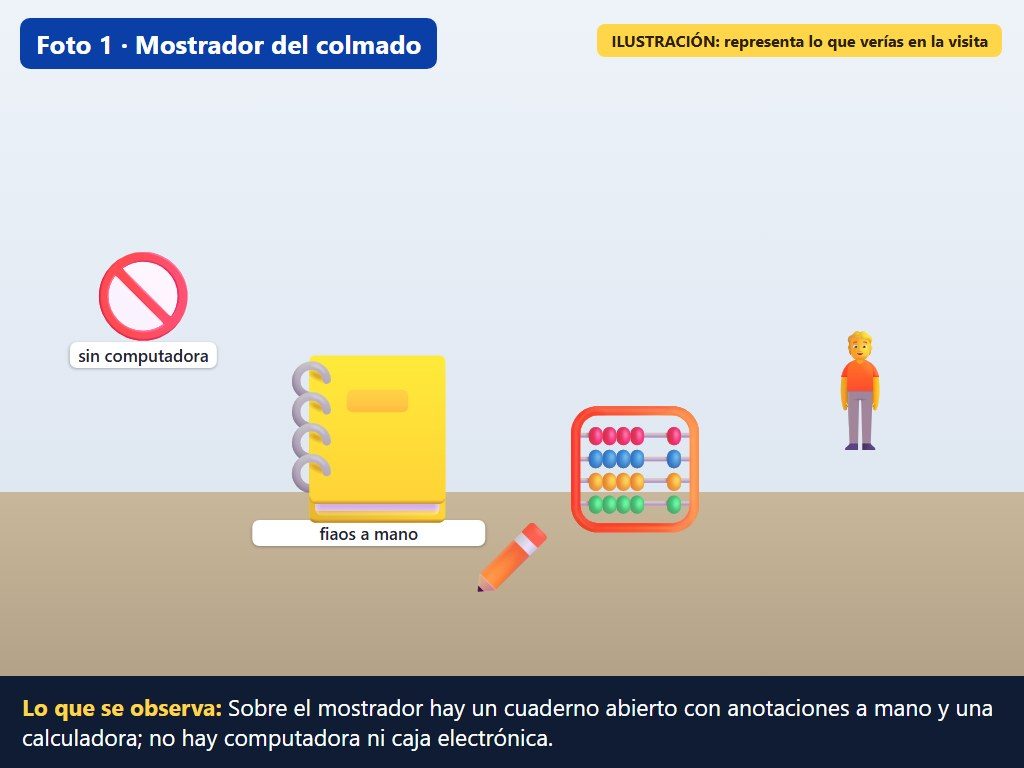 Foto 1 · Mostrador del colmado
ILUSTRACIÓN: representa lo que verías en la visita
sin computadora
fiaos a mano
Lo que se observa: Sobre el mostrador hay un cuaderno abierto con anotaciones a mano y una
calculadora; no hay computadora ni caja electrónica.